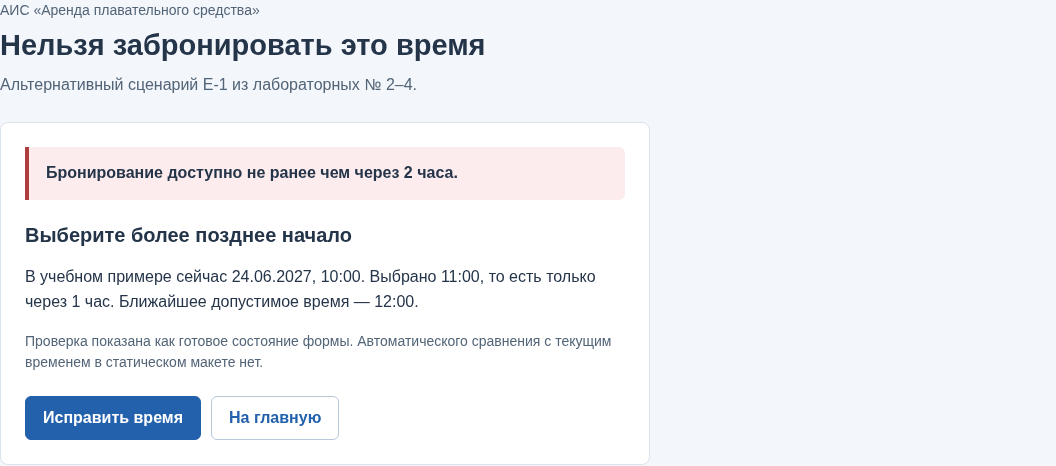 АИС «Аренда плавательного средства»
Нельзя забронировать это время
Альтернативный сценарий Е-1 из лабораторных № 2–4.
Бронирование доступно не ранее чем через 2 часа.
Выберите более позднее начало
В учебном примере сейчас 24.06.2027, 10:00. Выбрано 11:00, то есть только
через 1 час. Ближайшее допустимое время — 12:00.
Проверка показана как готовое состояние формы. Автоматического сравнения с текущим
временем в статическом макете нет.
Исправить время
На главную